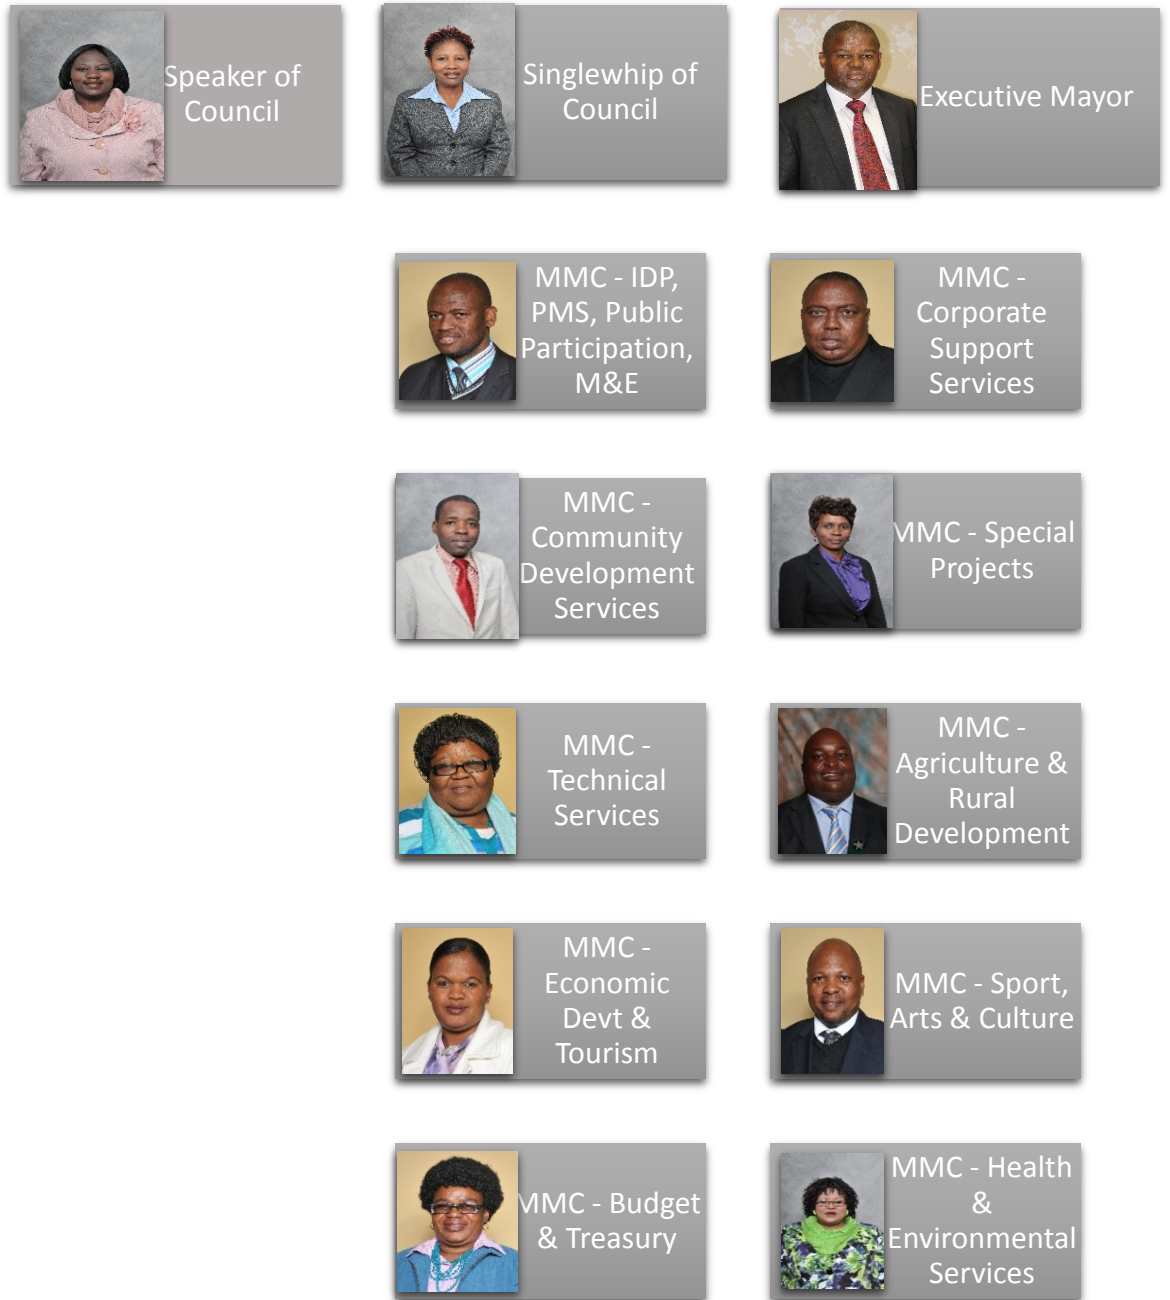 Speaker of
Council
Singlewhip of
Council
Executive Mayor
MMC - IDP,
PMS, Public
Participation,
M&E
MMC -
Corporate
Support
Services
MMC -
Community
Development
Services
MMC - Special
Projects
MMC -
Technical
Services
MMC -
Agriculture &
Rural
Development
MMC -
Economic
Devt &
Tourism
MMC - Sport,
Arts & Culture
MMC - Budget
& Treasury
MMC - Health
&
Environmental
Services